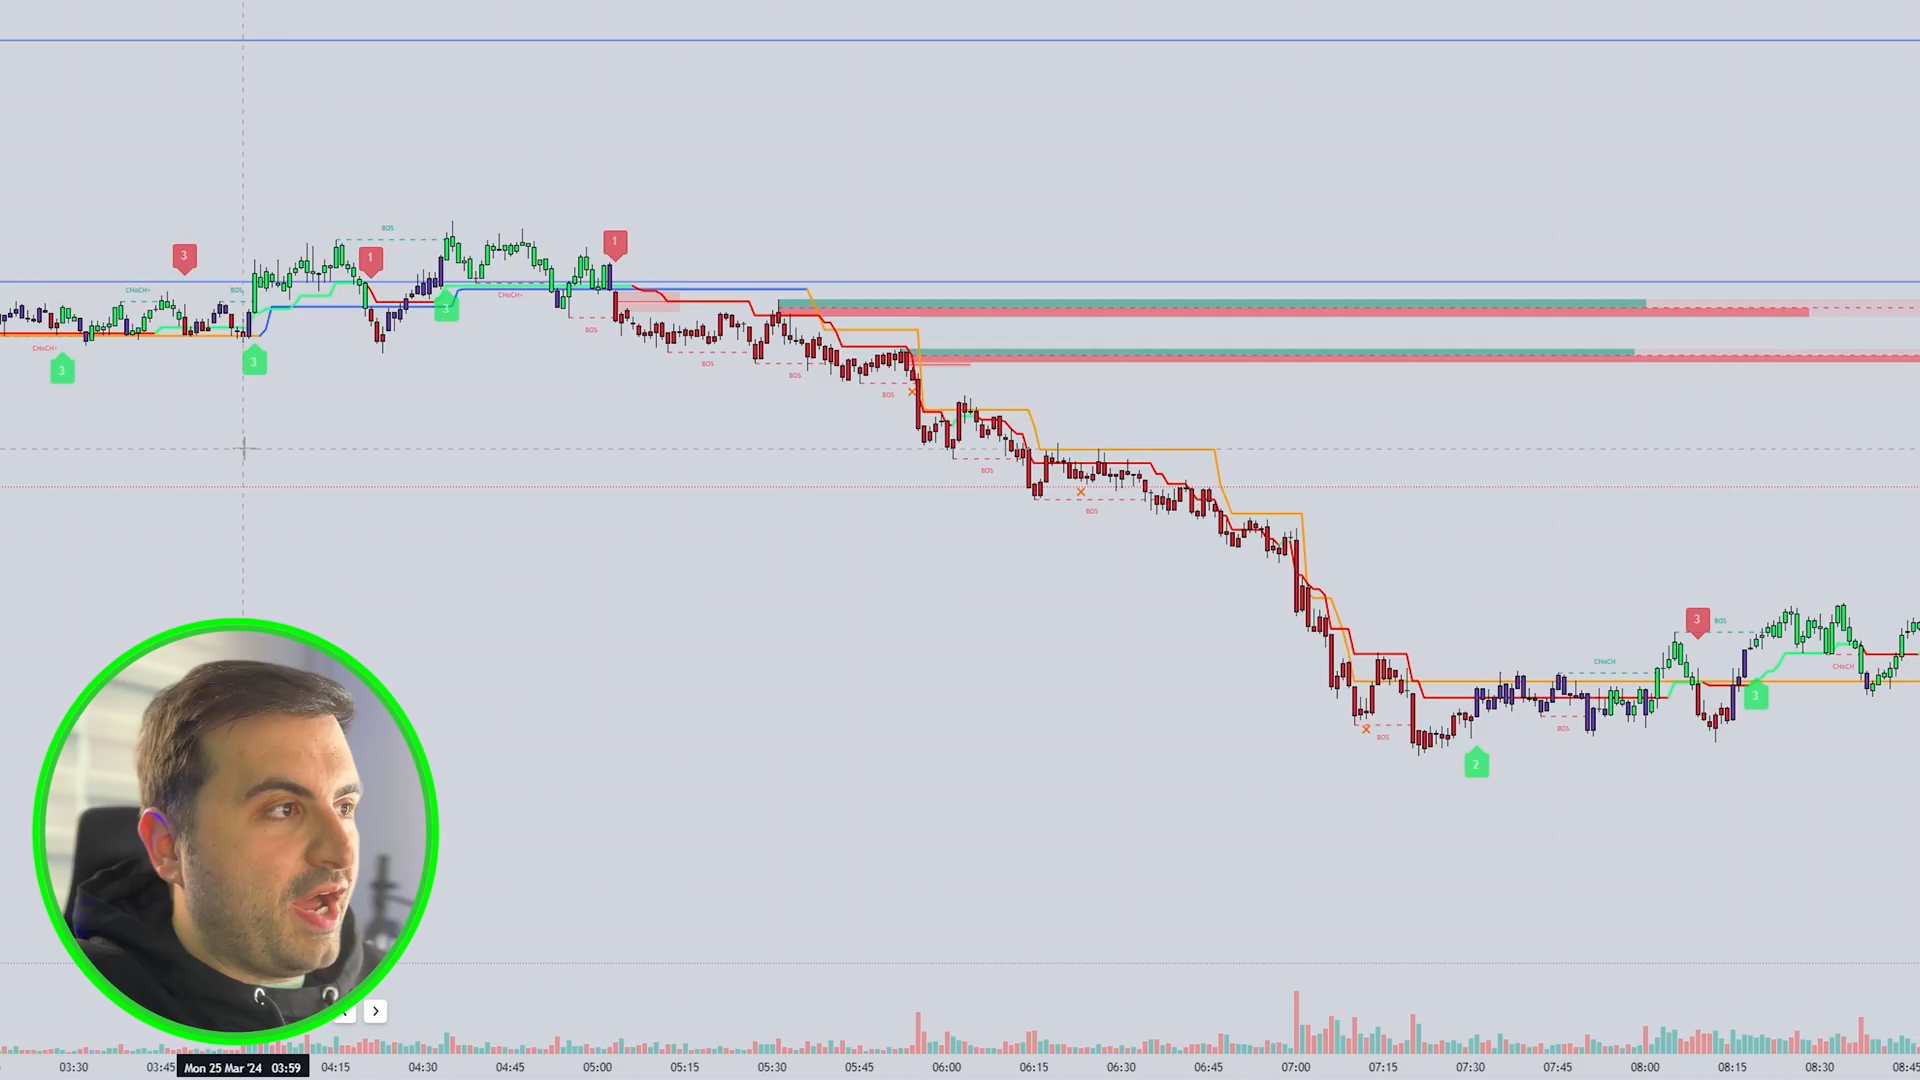 BOS
1
3
1
CHoCH+
BOS
CHoCH+
3
BOS
CHoCH+
3
3
BOS
BOS
BOS
BOS
BOS
3
BOS
CHoCH
CHoCH
3
BOS
BOS
2
03:30
03:45
Mon 25 Mar '24 03:59
04:15
04:30
04:45
05:00
05:15
05:30
05:45
06:00
06:15
06:30
06:45
07:00
07:15
07:30
07:45
08:00
08:15
08:30
08:45